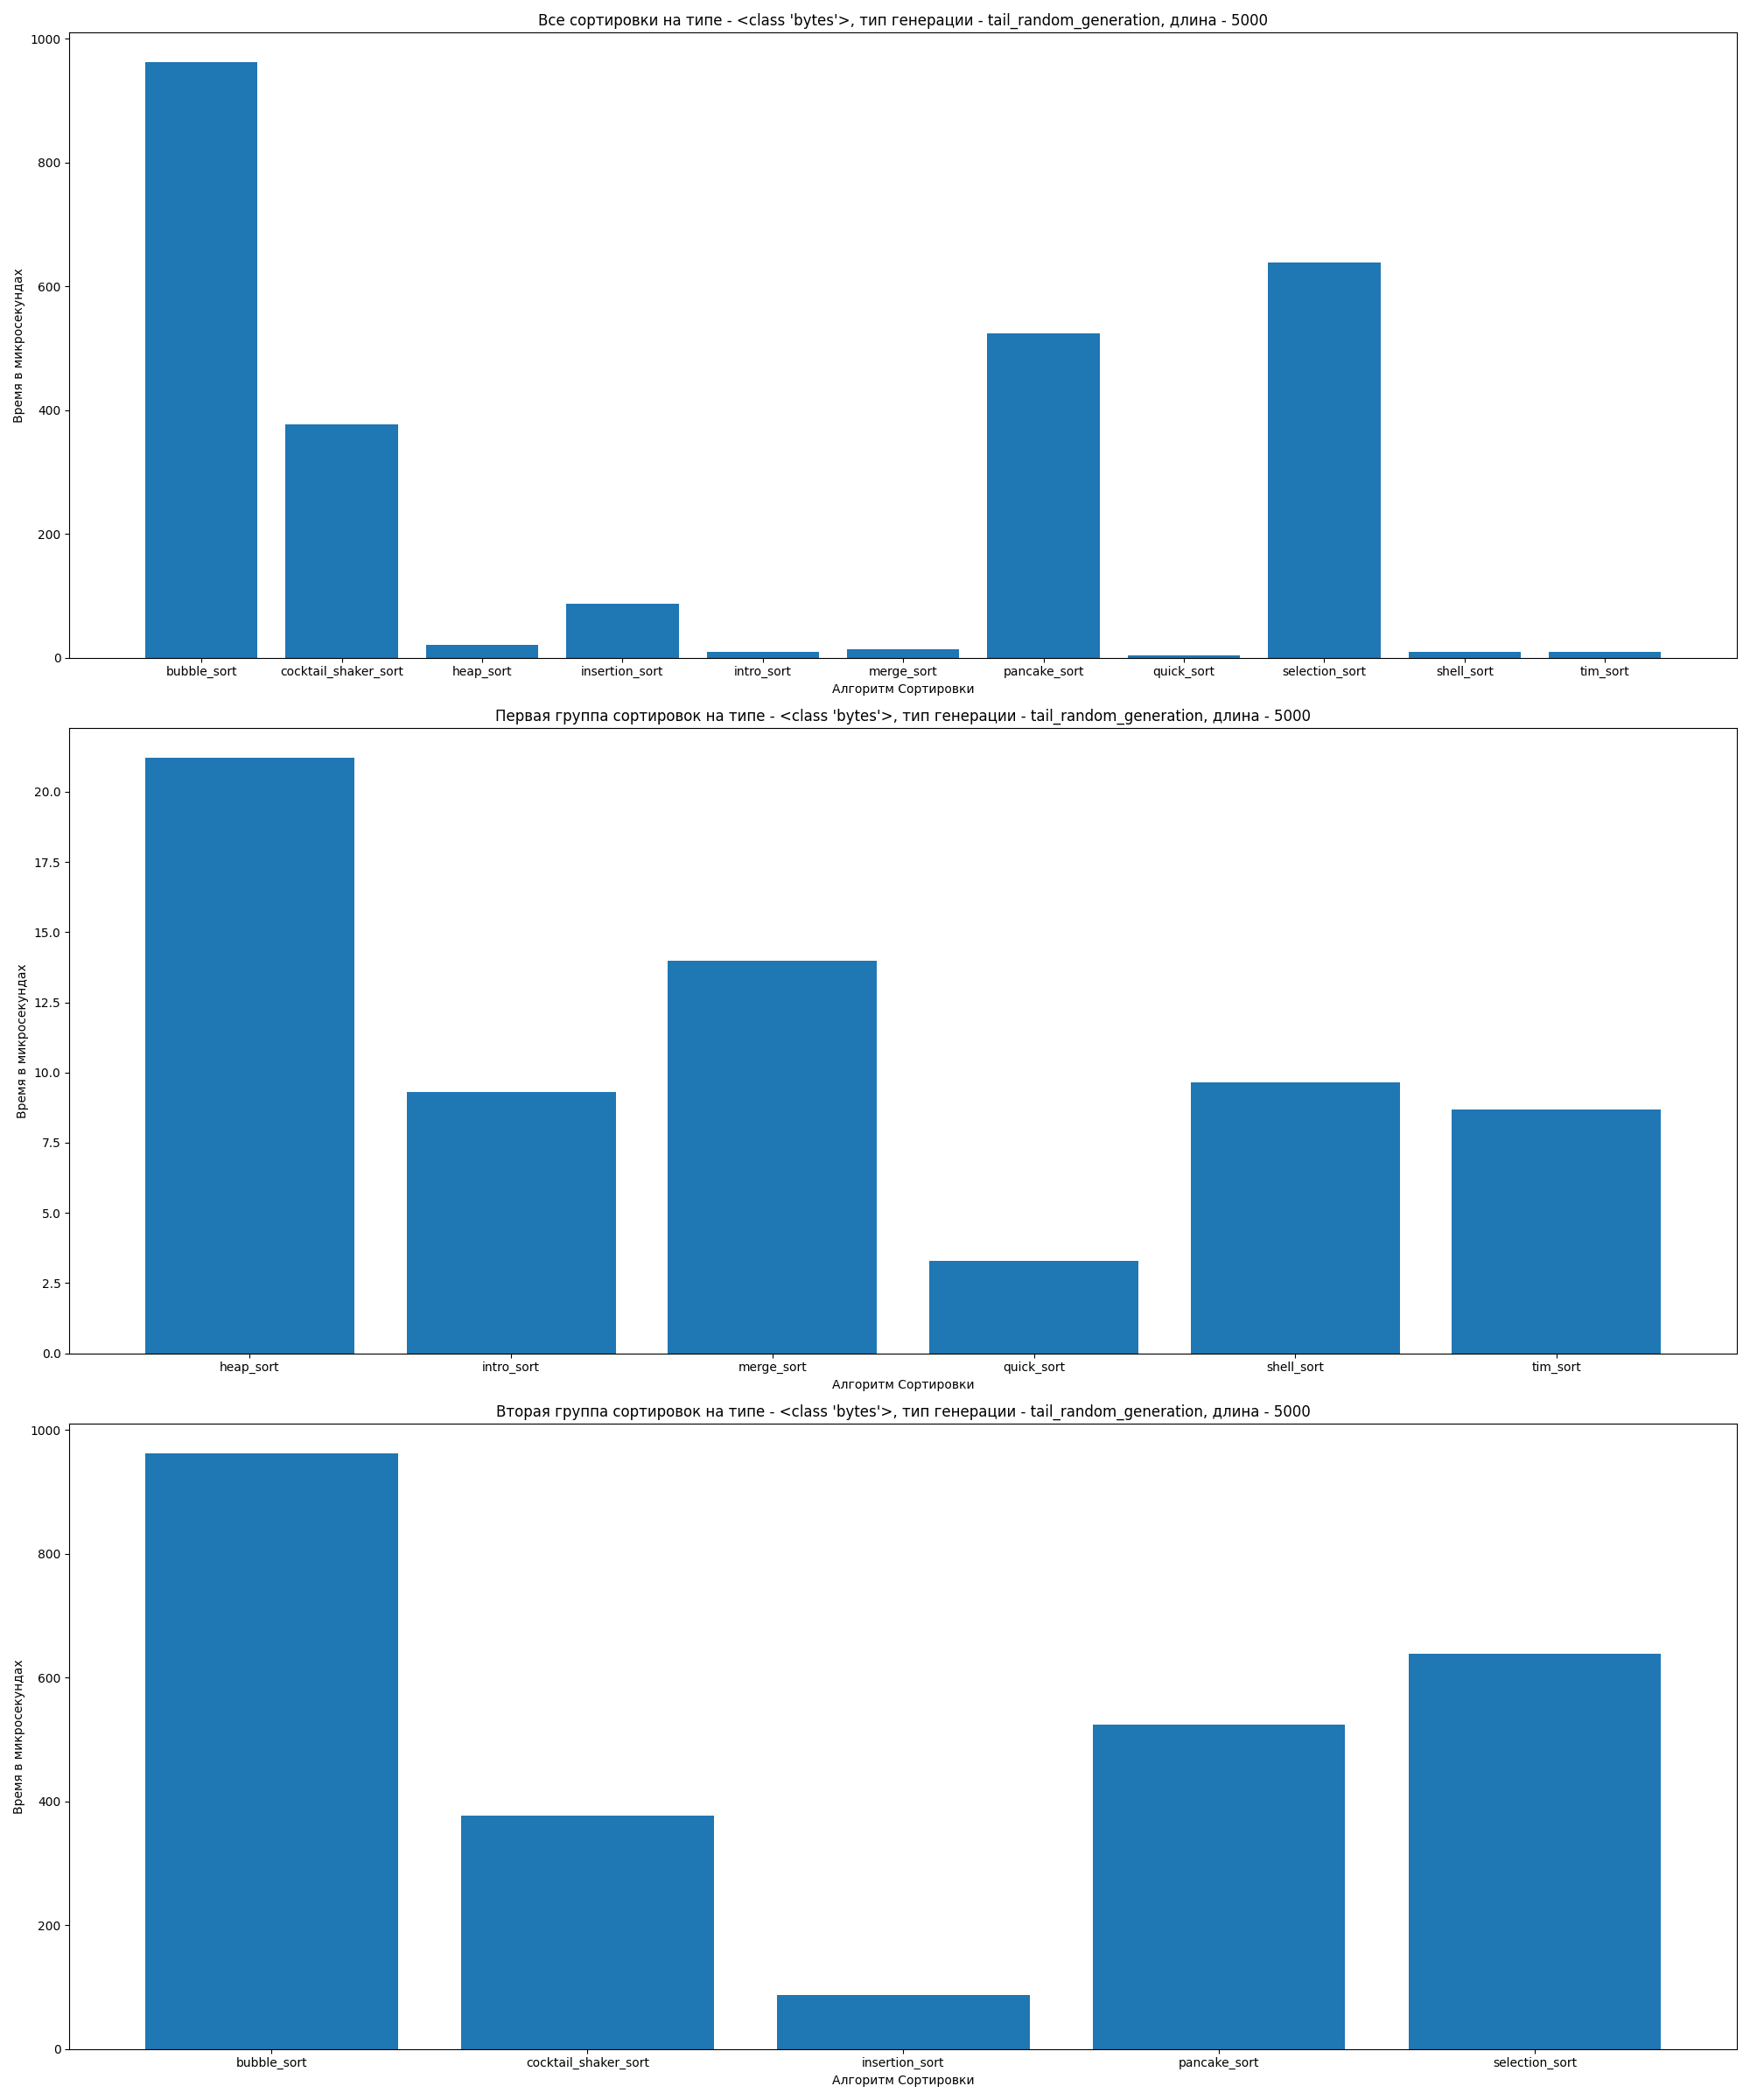 Все сортировки на типе - <class 'bytes'>, тип генерации - tail_random_generation, длина - 5000
1000
800
600
400
200
0
Время в микросекундах
bubble_sort cocktail_shaker_sort heap_sort insertion_sort intro_sort merge_sort pancake_sort quick_sort selection_sort shell_sort tim_sort
Алгоритм Сортировки
Первая группа сортировок на типе - <class 'bytes'>, тип генерации - tail_random_generation, длина - 5000
20.0
17.5
15.0
12.5
10.0
7.5
5.0
2.5
0.0
Время в микросекундах
heap_sort intro_sort merge_sort quick_sort shell_sort tim_sort
Алгоритм Сортировки
Вторая группа сортировок на типе - <class 'bytes'>, тип генерации - tail_random_generation, длина - 5000
1000
800
600
400
200
0
Время в микросекундах
bubble_sort cocktail_shaker_sort insertion_sort pancake_sort selection_sort
Алгоритм Сортировки